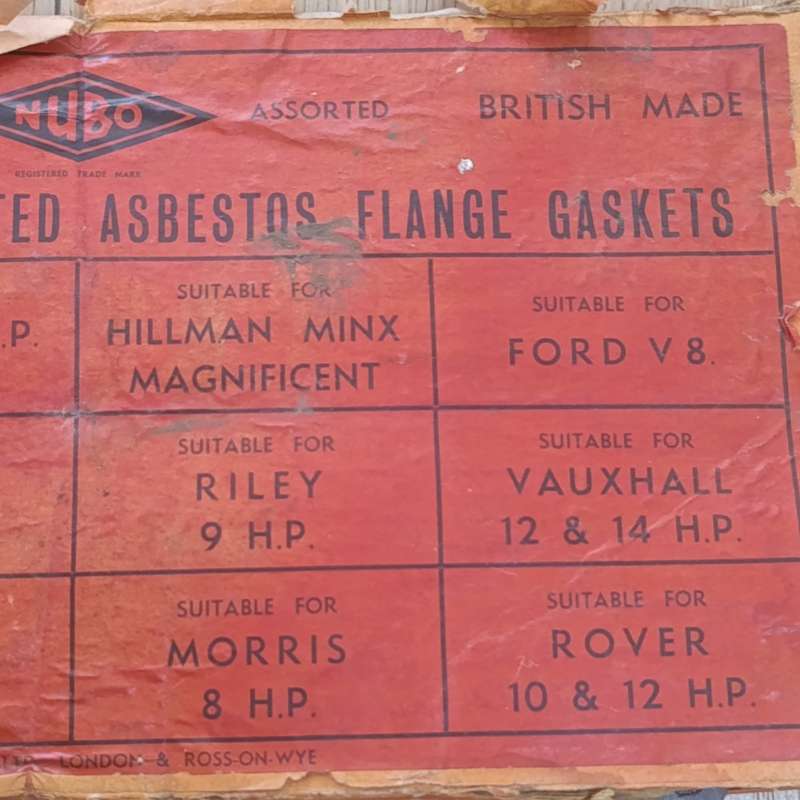 NUBO ASSORTED BRITISH MADE
REGISTERED TRADE MARK
TED ASBESTOS FLANGE GASKETS
.P.
SUITABLE FOR
HILLMAN MINX
MAGNIFICENT
SUITABLE FOR
FORD V 8.
SUITABLE FOR
RILEY
9 H.P.
SUITABLE FOR
VAUXHALL
12 & 14 H.P.
SUITABLE FOR
MORRIS
8 H.P.
SUITABLE FOR
ROVER
10 & 12 H.P.
LONDON & ROSS-ON-WYE